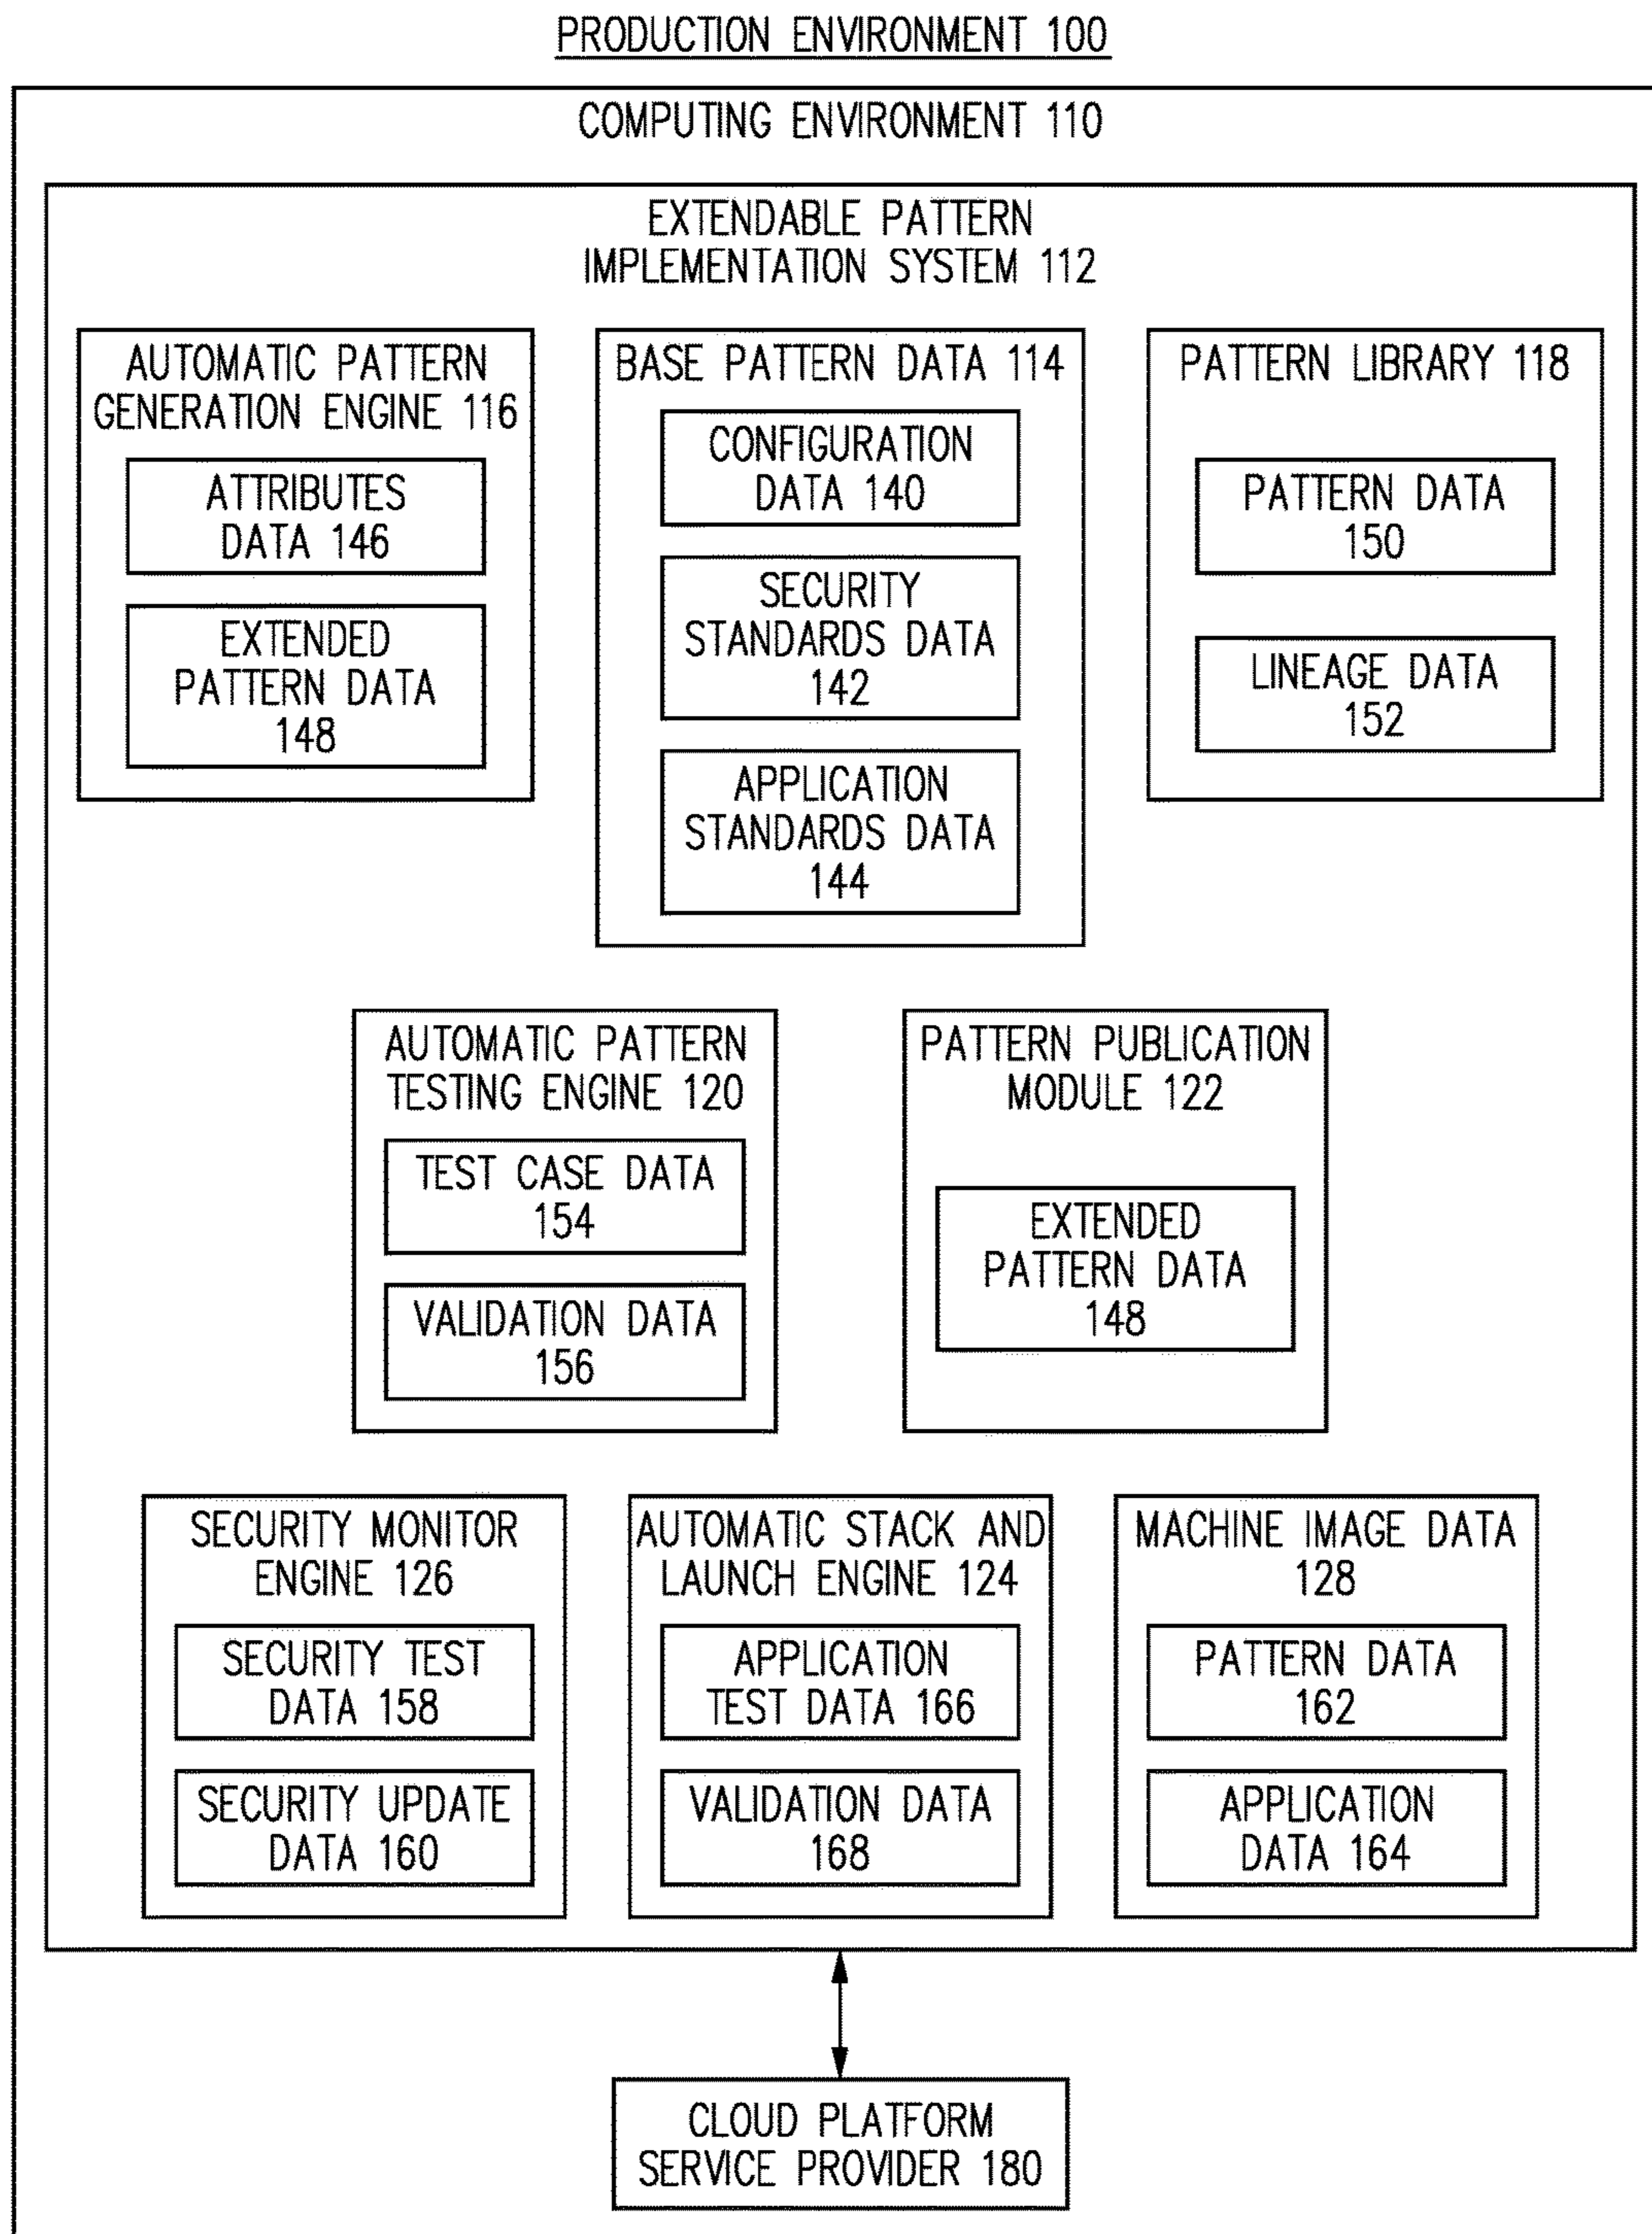 PRODUCTION ENVIRONMENT 100
COMPUTING ENVIRONMENT 110
EXTENDABLE PATTERN
IMPLEMENTATION SYSTEM 112
AUTOMATIC PATTERN
GENERATION ENGINE 116
ATTRIBUTES
DATA 146
EXTENDED
PATTERN DATA
148
BASE PATTERN DATA 114
CONFIGURATION
DATA 140
SECURITY
STANDARDS DATA
142
APPLICATION
STANDARDS DATA
144
PATTERN LIBRARY 118
PATTERN DATA
150
LINEAGE DATA
152
AUTOMATIC PATTERN
TESTING ENGINE 120
TEST CASE DATA
154
VALIDATION DATA
156
PATTERN PUBLICATION
MODULE 122
EXTENDED
PATTERN DATA
148
SECURITY MONITOR
ENGINE 126
SECURITY TEST
DATA 158
SECURITY UPDATE
DATA 160
AUTOMATIC STACK AND
LAUNCH ENGINE 124
APPLICATION
TEST DATA 166
VALIDATION DATA
168
MACHINE IMAGE DATA
128
PATTERN DATA
162
APPLICATION
DATA 164
CLOUD PLATFORM
SERVICE PROVIDER 180